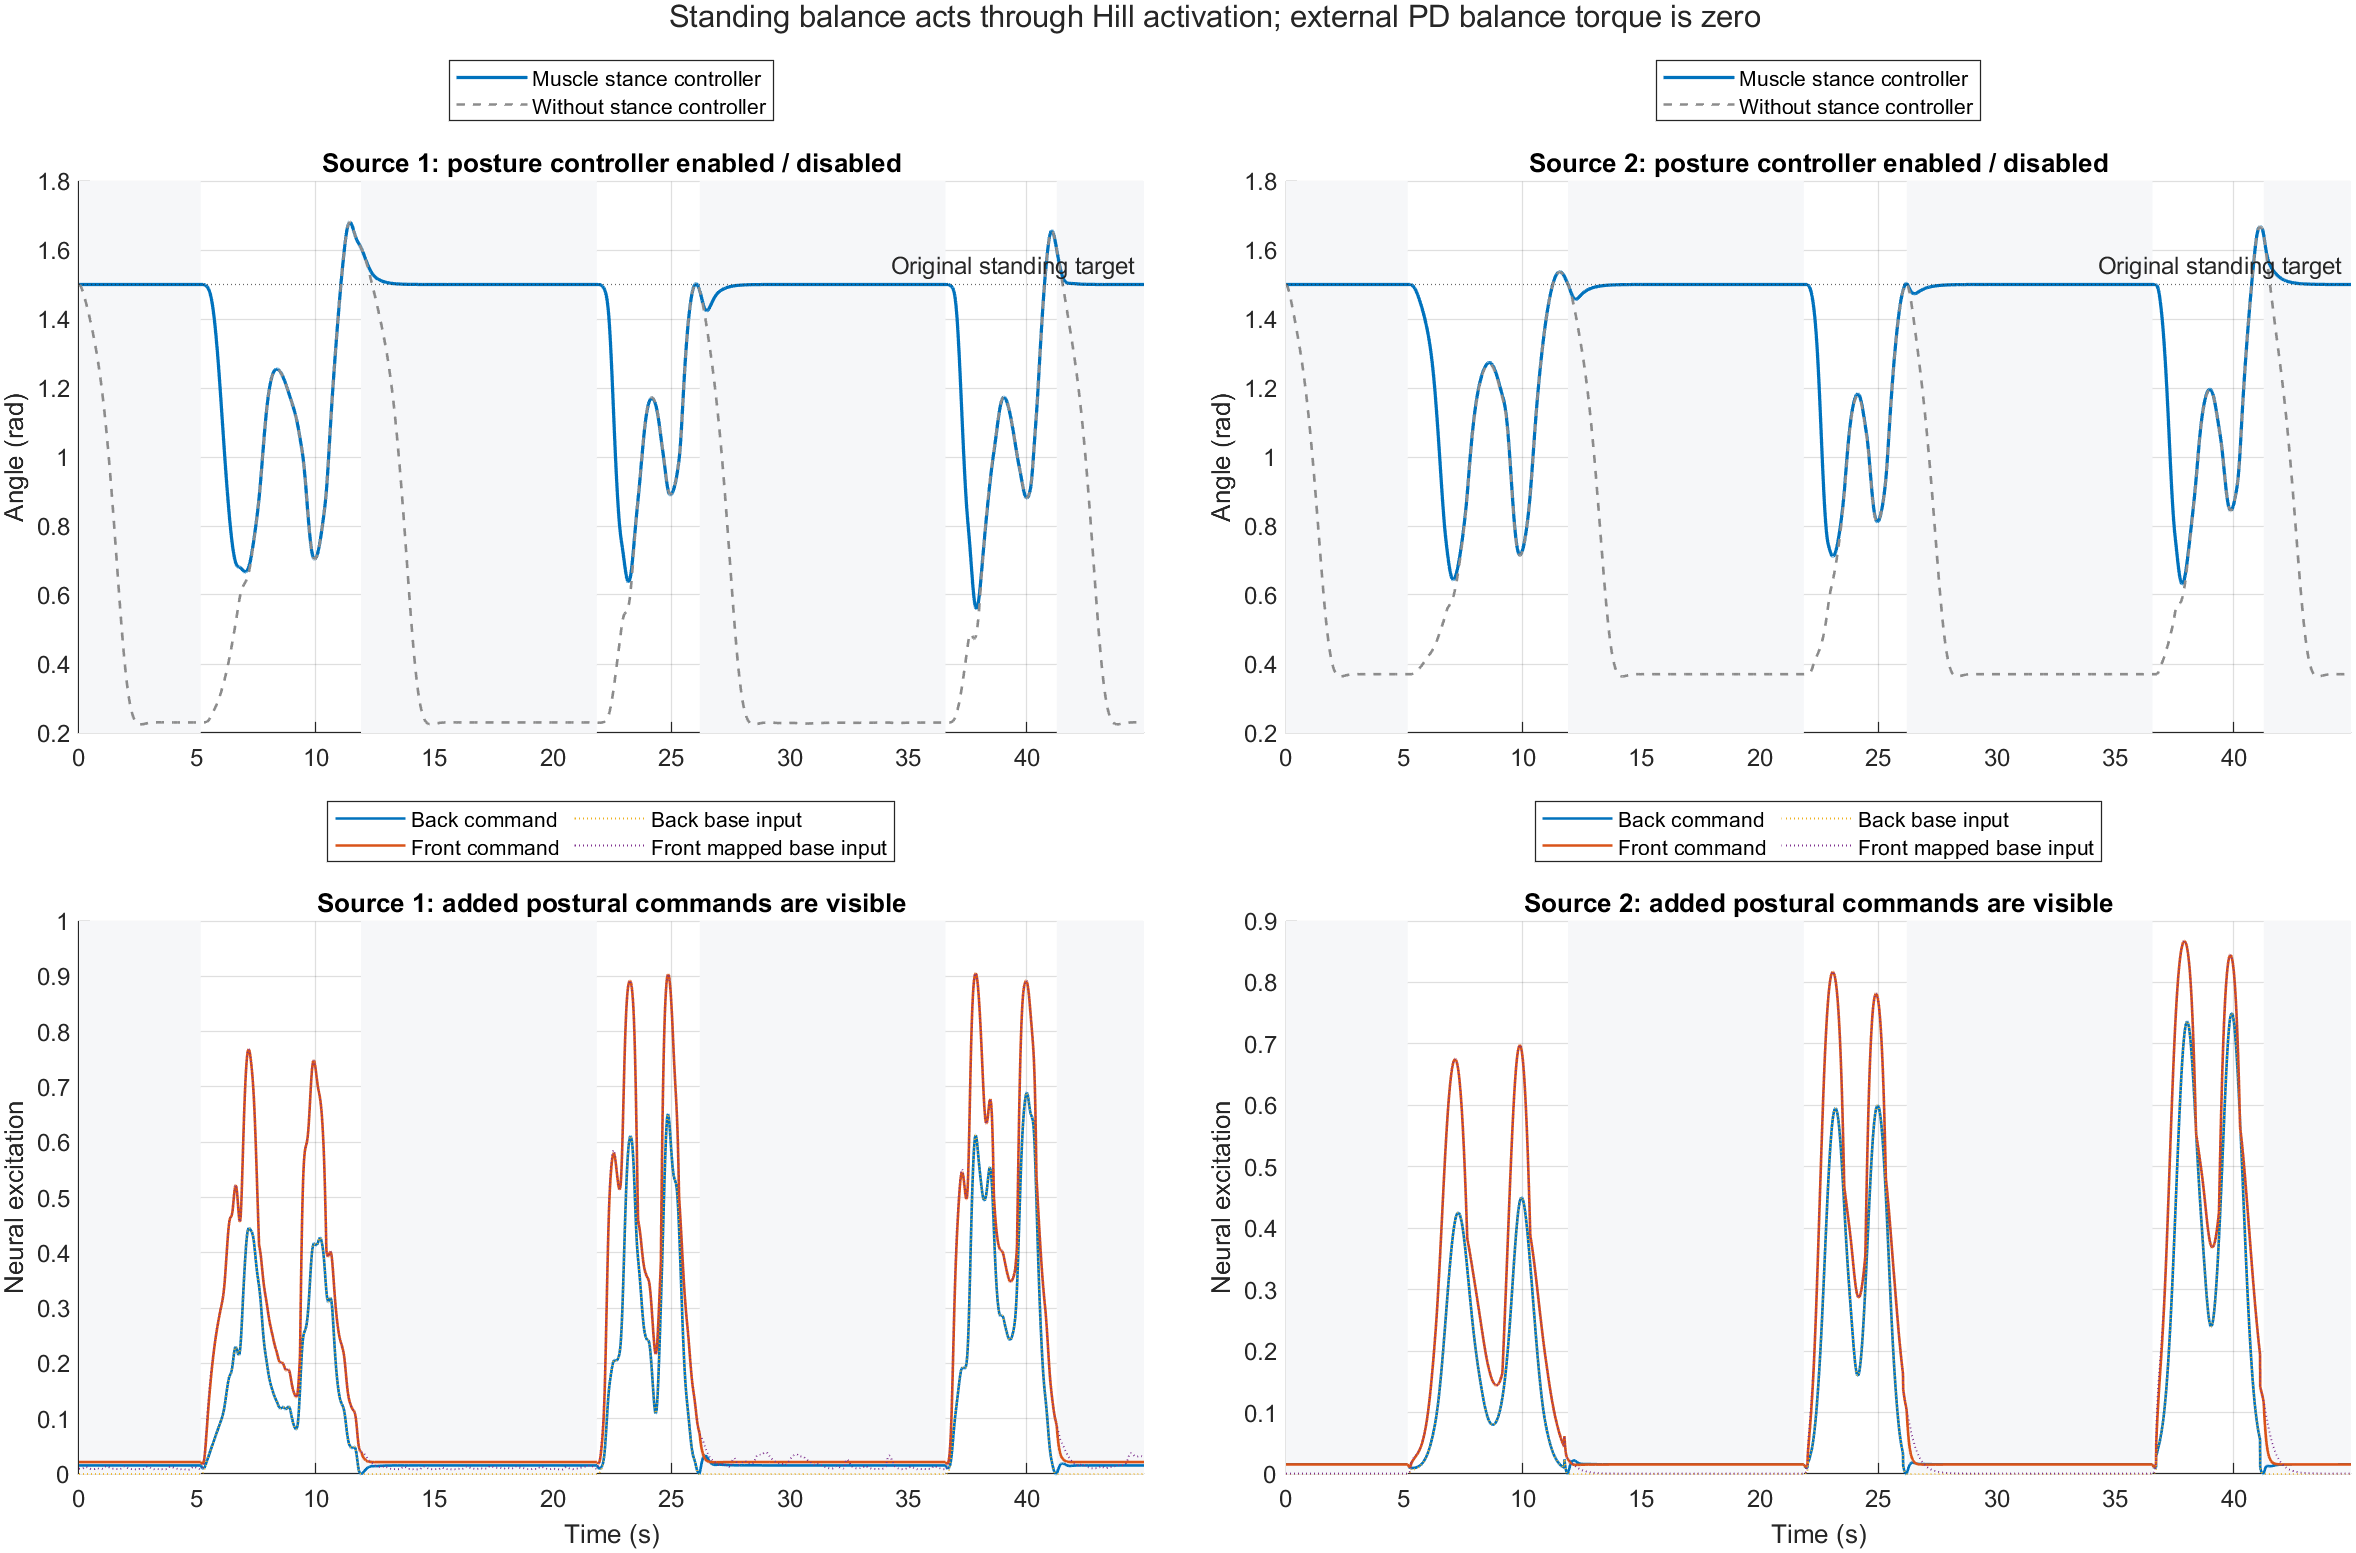 Standing balance acts through Hill activation; external PD balance torque is zero
Muscle stance controller
Without stance controller
Muscle stance controller
Without stance controller
Source 1: posture controller enabled / disabled
Source 2: posture controller enabled / disabled
1.8
1.6
1.4
1.2
1
0.8
0.6
0.4
0.2
Angle (rad)
Original standing target
0 5 10 15 20 25 30 35 40
1.8
1.6
1.4
1.2
1
0.8
0.6
0.4
0.2
Angle (rad)
Original standing target
0 5 10 15 20 25 30 35 40
Back command Back base input
Front command Front mapped base input
Back command Back base input
Front command Front mapped base input
Source 1: added postural commands are visible
Source 2: added postural commands are visible
1
0.9
0.8
0.7
0.6
0.5
0.4
0.3
0.2
0.1
0
Neural excitation
0 5 10 15 20 25 30 35 40
Time (s)
0.9
0.8
0.7
0.6
0.5
0.4
0.3
0.2
0.1
0
Neural excitation
0 5 10 15 20 25 30 35 40
Time (s)